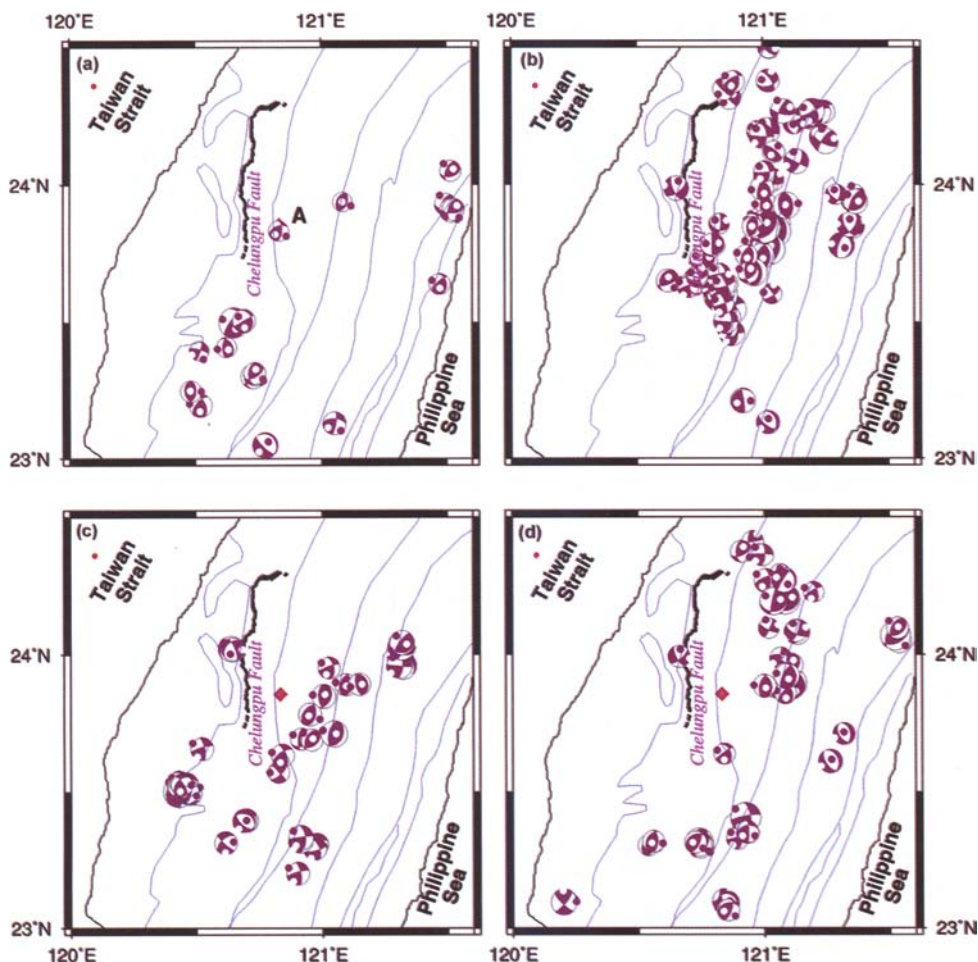 120°E 121°E 120°E 121°E
(a)
Taiwan
Strait
A
Chelungpu Fault
Philippine
Sea
24°N
23°N
(b)
Taiwan
Strait
Chelungpu Fault
Philippine
Sea
24°N
23°N
(c)
Taiwan
Strait
Chelungpu Fault
Philippine
Sea
24°N
23°N
(d)
Taiwan
Strait
Chelungpu Fault
Philippine
Sea
24°N
23°N
120°E 121°E 120°E 121°E